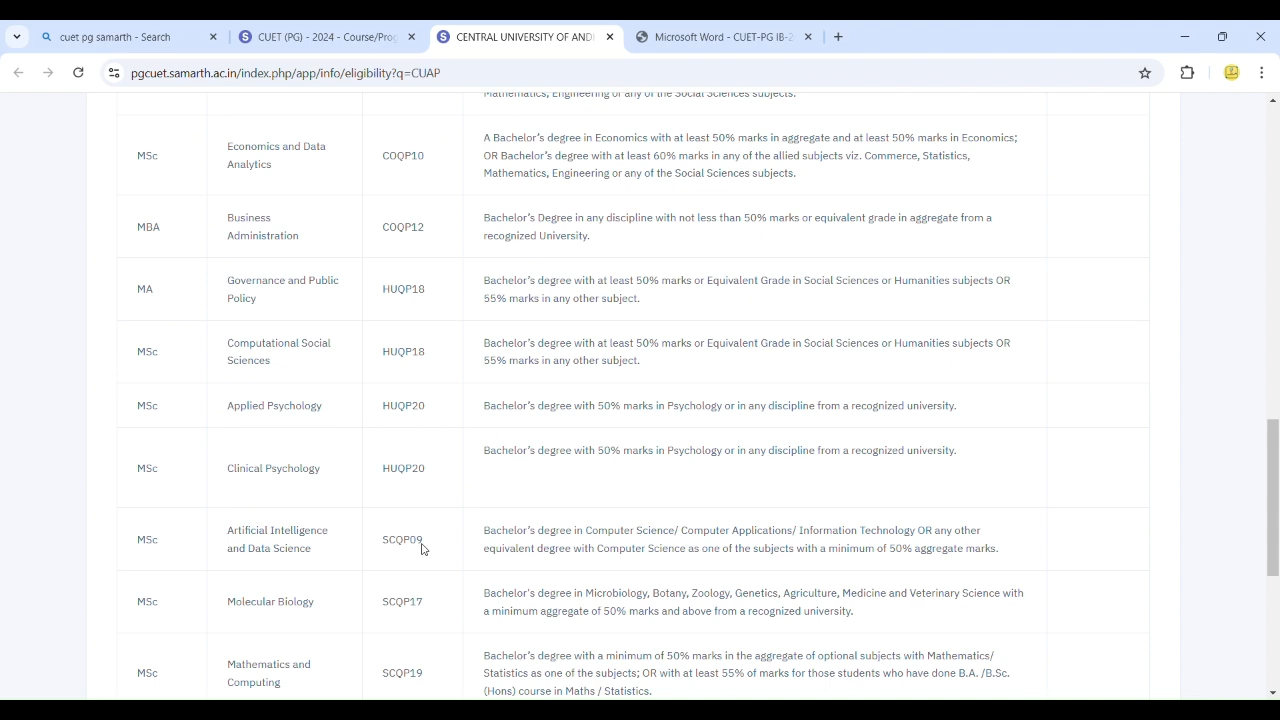 cuet pg samarth - Search
CUET (PG) - 2024 - Course/Prog
CENTRAL UNIVERSITY OF AND
Microsoft Word - CUET-PG IB-2
pgcuet.samarth.ac.in/index.php/app/info/eligibility?q=CUAP
Mathematics, Engineering or any of the Social Sciences subjects.
MSc
Economics and Data
Analytics
COQP10
A Bachelor's degree in Economics with at least 50% marks in aggregate and at least 50% marks in Economics;
OR Bachelor's degree with at least 60% marks in any of the allied subjects viz. Commerce, Statistics,
Mathematics, Engineering or any of the Social Sciences subjects.
MBA
Business
Administration
COQP12
Bachelor's Degree in any discipline with not less than 50% marks or equivalent grade in aggregate from a
recognized University.
MA
Governance and Public
Policy
HUQP18
Bachelor's degree with at least 50% marks or Equivalent Grade in Social Sciences or Humanities subjects OR
55% marks in any other subject.
MSc
Computational Social
Sciences
HUQP18
Bachelor's degree with at least 50% marks or Equivalent Grade in Social Sciences or Humanities subjects OR
55% marks in any other subject.
MSc
Applied Psychology
HUQP20
Bachelor's degree with 50% marks in Psychology or in any discipline from a recognized university.
MSc
Clinical Psychology
HUQP20
Bachelor's degree with 50% marks in Psychology or in any discipline from a recognized university.
MSc
Artificial Intelligence
and Data Science
SCQP09
Bachelor's degree in Computer Science/ Computer Applications/ Information Technology OR any other
equivalent degree with Computer Science as one of the subjects with a minimum of 50% aggregate marks.
MSc
Molecular Biology
SCQP17
Bachelor's degree in Microbiology, Botany, Zoology, Genetics, Agriculture, Medicine and Veterinary Science with
a minimum aggregate of 50% marks and above from a recognized university.
MSc
Mathematics and
Computing
SCQP19
Bachelor's degree with a minimum of 50% marks in the aggregate of optional subjects with Mathematics/
Statistics as one of the subjects; OR with at least 55% of marks for those students who have done B.A. /B.Sc.
(Hons) course in Maths / Statistics.